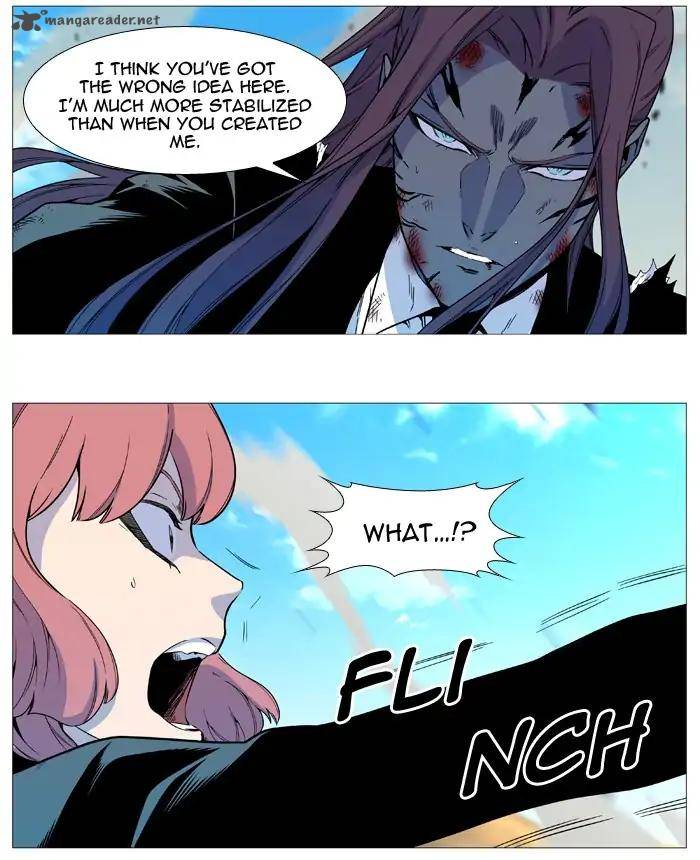 mangareader.net
I THINK YOU'VE GOT
THE WRONG IDEA HERE.
I'M MUCH MORE STABILIZED
THAN WHEN YOU CREATED
ME.
WHAT...!?
FLI
NCH